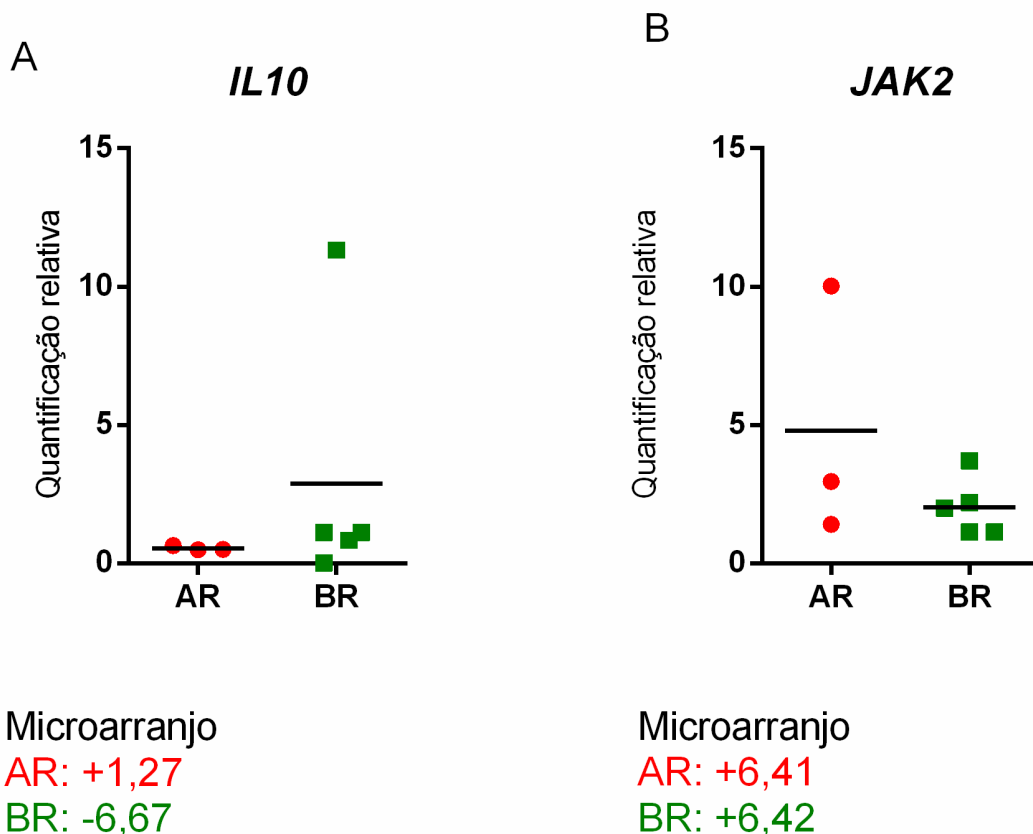 A
IL10
Quantificação relativa
15
10
5
0
AR
BR
Microarranjo
AR: +1,27
BR: -6,67
B
JAK2
Quantificação relativa
15
10
5
0
AR
BR
Microarranjo
AR: +6,41
BR: +6,42